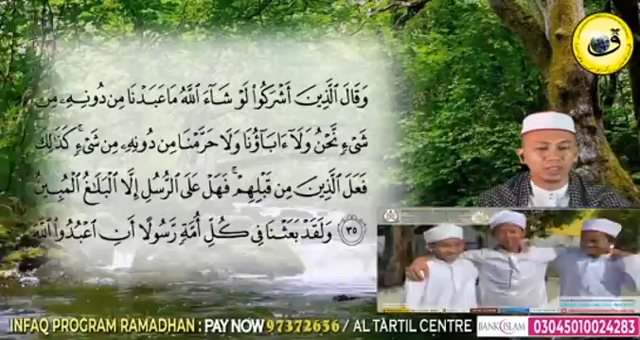 وَقَالَ ٱلَّذِينَ أَشْرَكُوا۟ لَوْ شَآءَ ٱللَّهُ مَا عَبَدْنَا مِن دُونِهِۦ مِن
شَىْءٍ نَّحْنُ وَلَآ ءَابَآؤُنَا وَلَا حَرَّمْنَا مِن دُونِهِۦ مِن شَىْءٍ ۚ كَذَٰلِكَ
فَعَلَ ٱلَّذِينَ مِن قَبْلِهِمْ ۚ فَهَلْ عَلَى ٱلرُّسُلِ إِلَّا ٱلْبَلَٰغُ ٱلْمُبِينُ
٣٥ وَلَقَدْ بَعَثْنَا فِى كُلِّ أُمَّةٍ رَّسُولًا أَنِ ٱعْبُدُوا۟ ٱللَّهَ
INFAQ PROGRAM RAMADHAN : PAY NOW 97372656 / AL TARTIL CENTRE BANK ISLAM 03045010024283